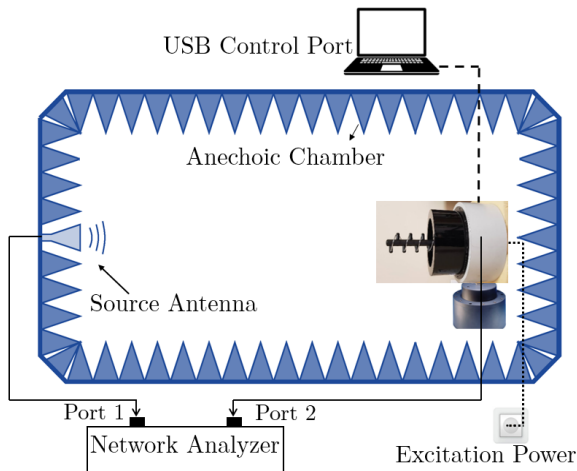 USB Control Port
Anechoic Chamber
Source Antenna
Port 1
Port 2
Network Analyzer
Excitation Power